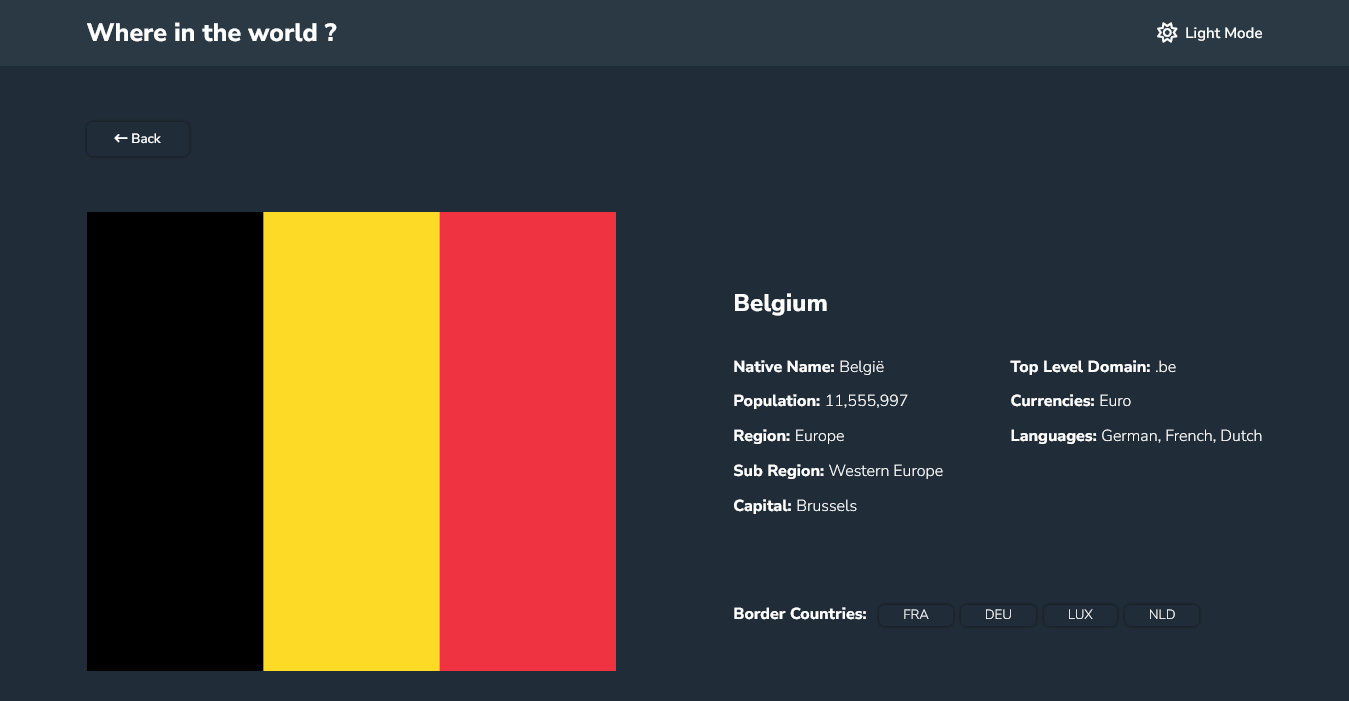 Where in the world ?
Light Mode
← Back
Belgium
Native Name: België
Population: 11,555,997
Region: Europe
Sub Region: Western Europe
Capital: Brussels
Top Level Domain: .be
Currencies: Euro
Languages: German, French, Dutch
Border Countries: FRA DEU LUX NLD